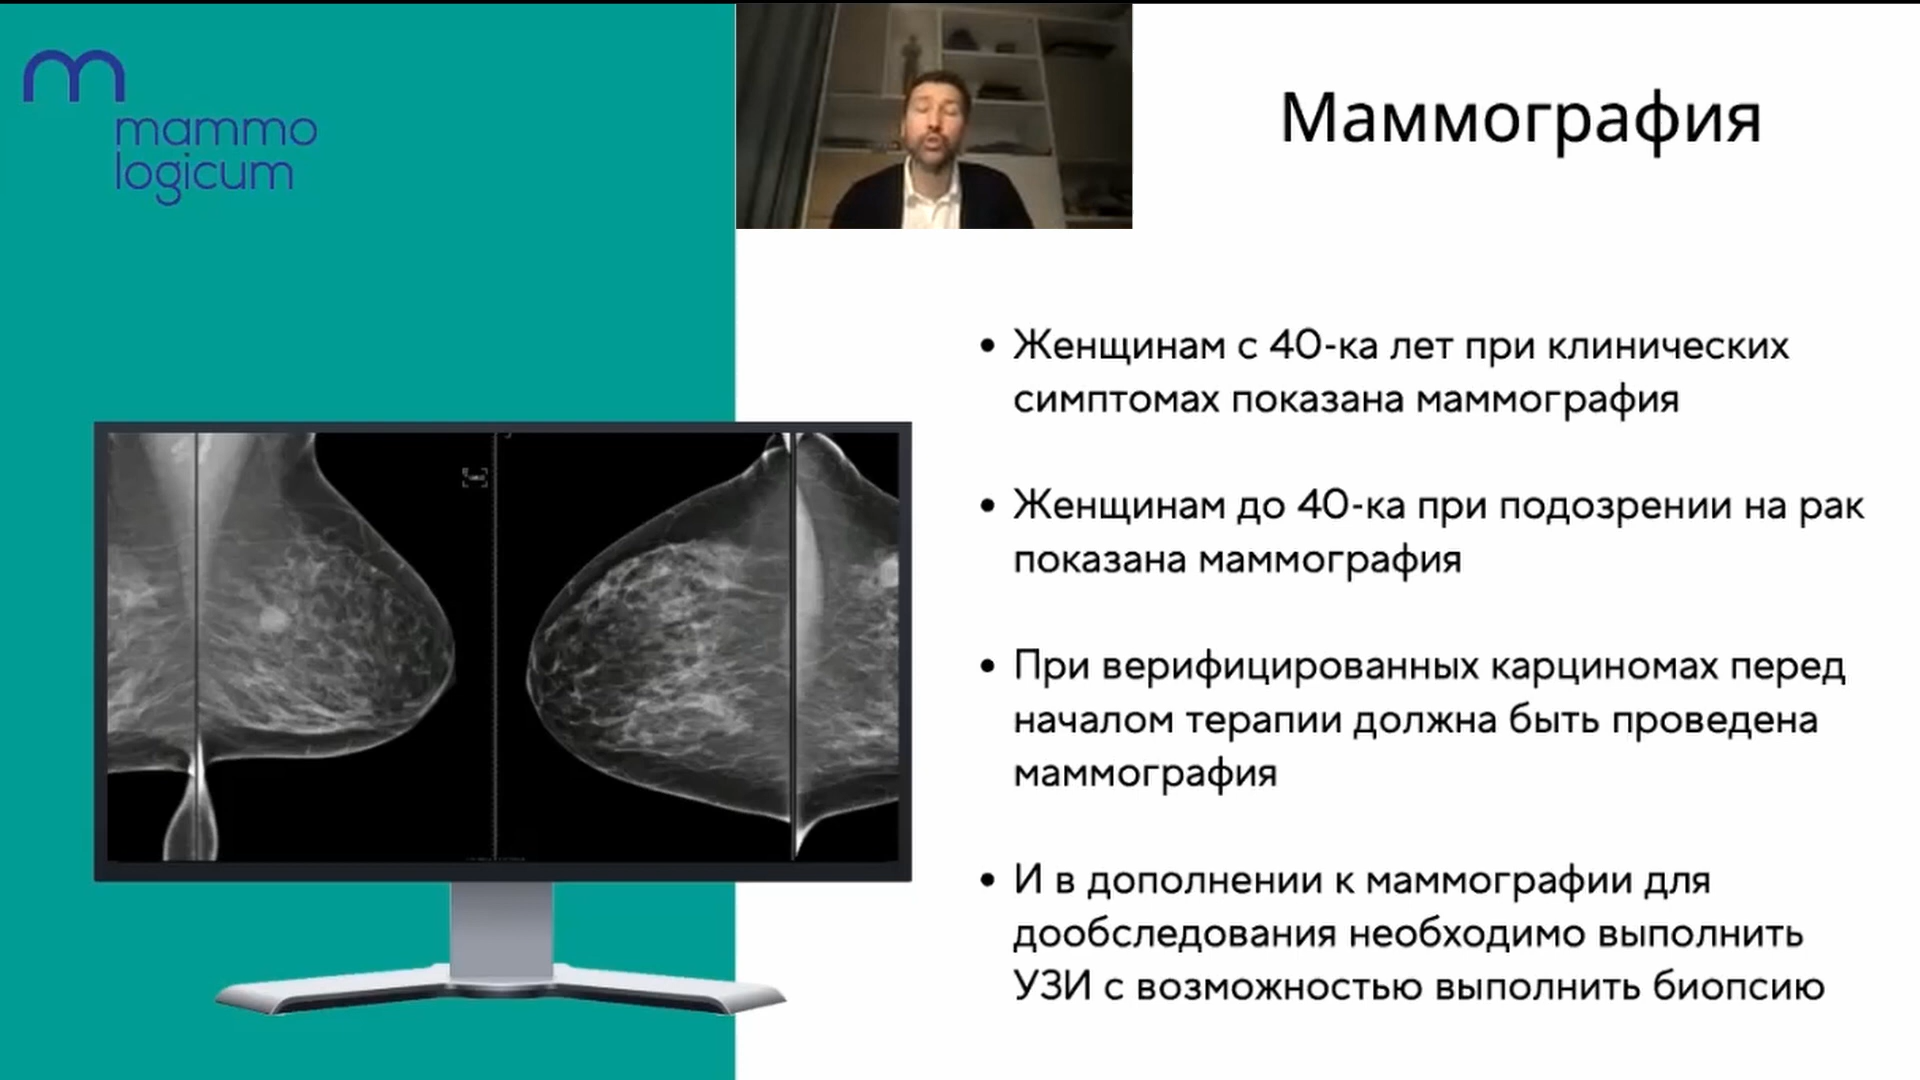 mammo
logicum
Маммография
• Женщинам с 40-ка лет при клинических
симптомах показана маммография
• Женщинам до 40-ка при подозрении на рак
показана маммография
• При верифицированных карциномах перед
началом терапии должна быть проведена
маммография
• И в дополнении к маммографии для
дообследования необходимо выполнить
УЗИ с возможностью выполнить биопсию